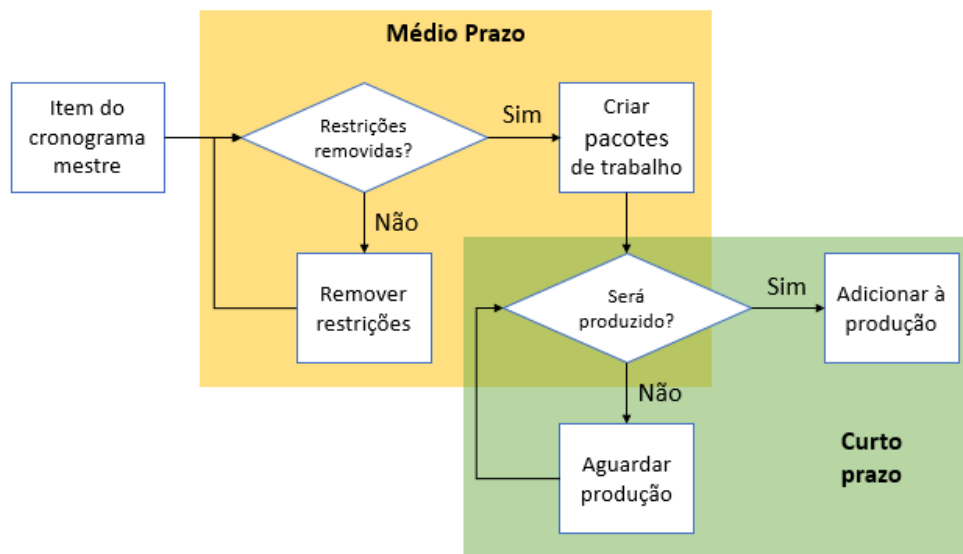 Médio Prazo
Item do
cronograma
mestre
Restrições
removidas?
Sim
Criar
pacotes
de trabalho
Não
Remover
restrições
Será
produzido?
Sim
Adicionar à
produção
Não
Aguardar
produção
Curto
prazo